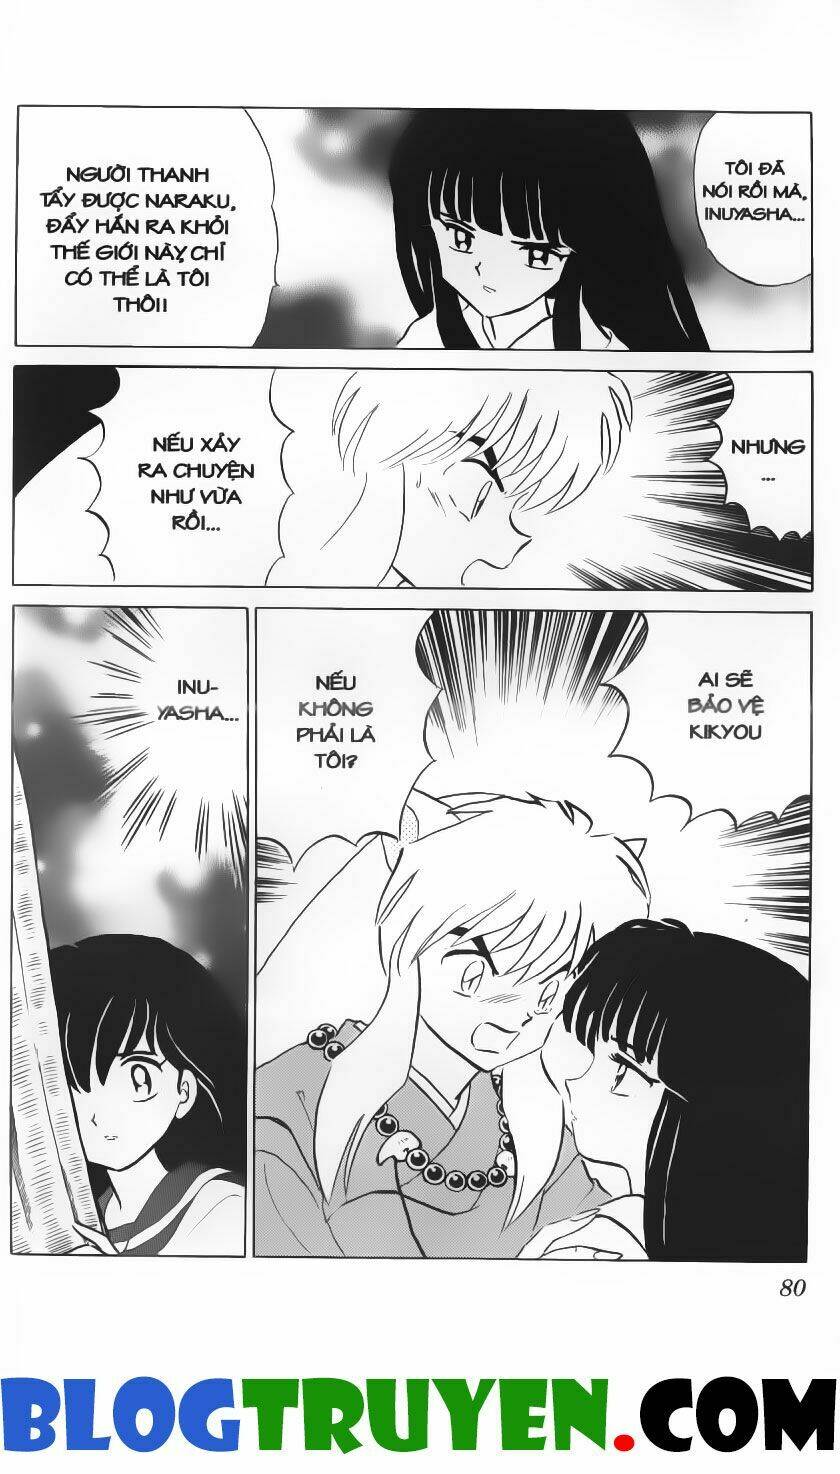 TÔI ĐÃ
NÓI RỒI MÀ,
INUYASHA...
NGƯỜI THANH
TẨY ĐƯỢC NARAKU,
ĐẨY HẮN RA KHỎI
THẾ GIỚI NÀY, CHỈ
CÓ THỂ LÀ TÔI
THÔI!
NHƯNG
...
NẾU XẢY
RA CHUYỆN
NHƯ VỪA
RỒI...
AI SẼ
BẢO VỆ
KIKYOU
NẾU
KHÔNG
PHẢI LÀ
TÔI?
INU-
YASHA...
80
BLOGTRUYEN.COM